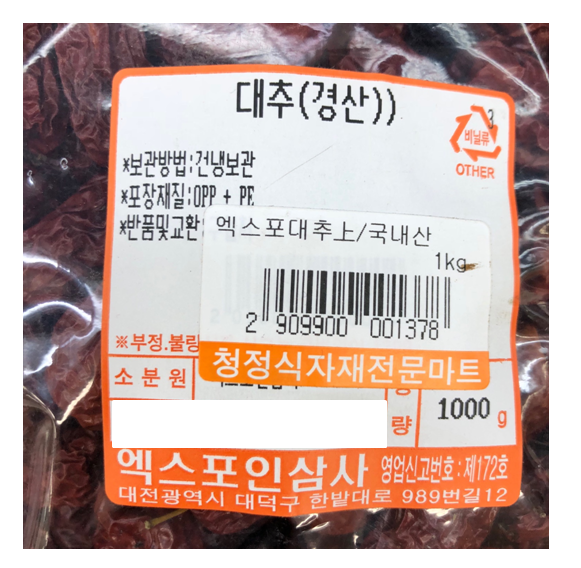 대추(경산))
3
비닐류
OTHER
*보관방법:건냉보관
*포장재질:OPP + PE
*반품및교환:
엑스포대추上/국내산
1kg
2 909900 001378
청정식자재전문마트
※부정.불량
소분원
량
1000 g
엑스포인삼사 영업신고번호 : 제172호
대전광역시 대덕구 한밭대로 989번길12